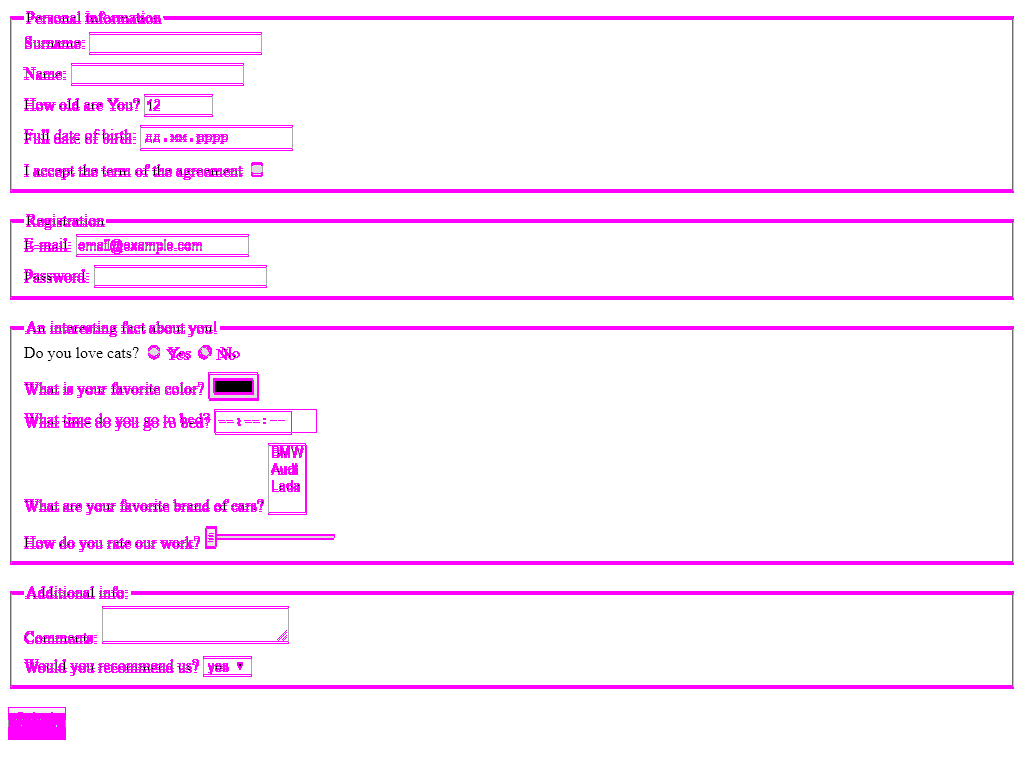 Personal Information
Surname:
Name:
How old are You? 12
Full date of birth: дд.мм.гггг
I accept the term of the agreement
Registration
E-mail: email@example.com
Password:
An interesting fact about you!
Do you love cats? Yes No
What is your favorite color?
What time do you go to bed? --:--
BMW
Audi
Lada
What are your favorite brand of cars?
How do you rate our work?
Additional info:
Comments:
Would you recommend us? yes